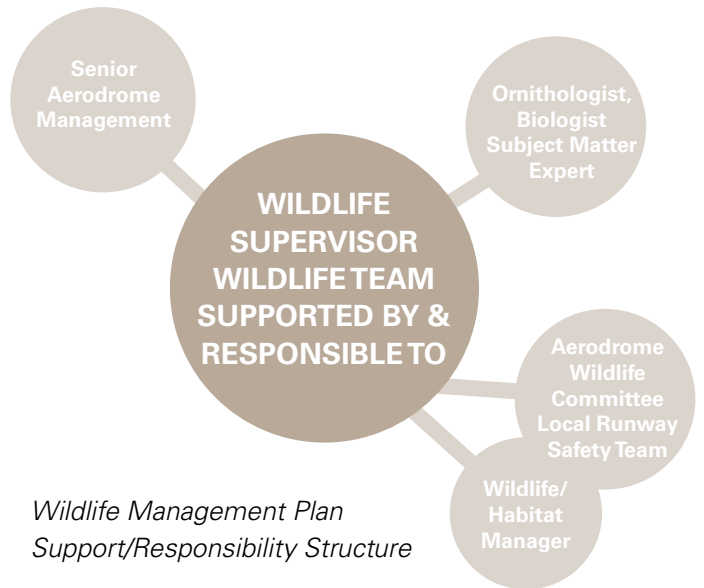 Senior
Aerodrome
Management
Ornithologist,
Biologist
Subject Matter
Expert
WILDLIFE
SUPERVISOR
WILDLIFE TEAM
SUPPORTED BY &
RESPONSIBLE TO
Aerodrome
Wildlife
Committee
Local Runway
Safety Team
Wildlife/
Habitat
Manager
Wildlife Management Plan
Support/Responsibility Structure